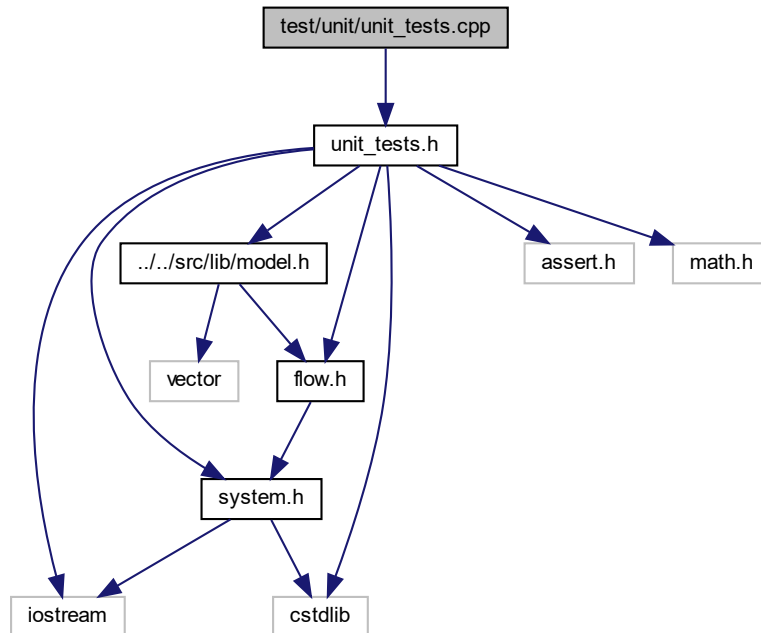 test/unit/unit_tests.cpp
unit_tests.h
../../src/lib/model.h
assert.h
math.h
vector
flow.h
system.h
iostream
cstdlib